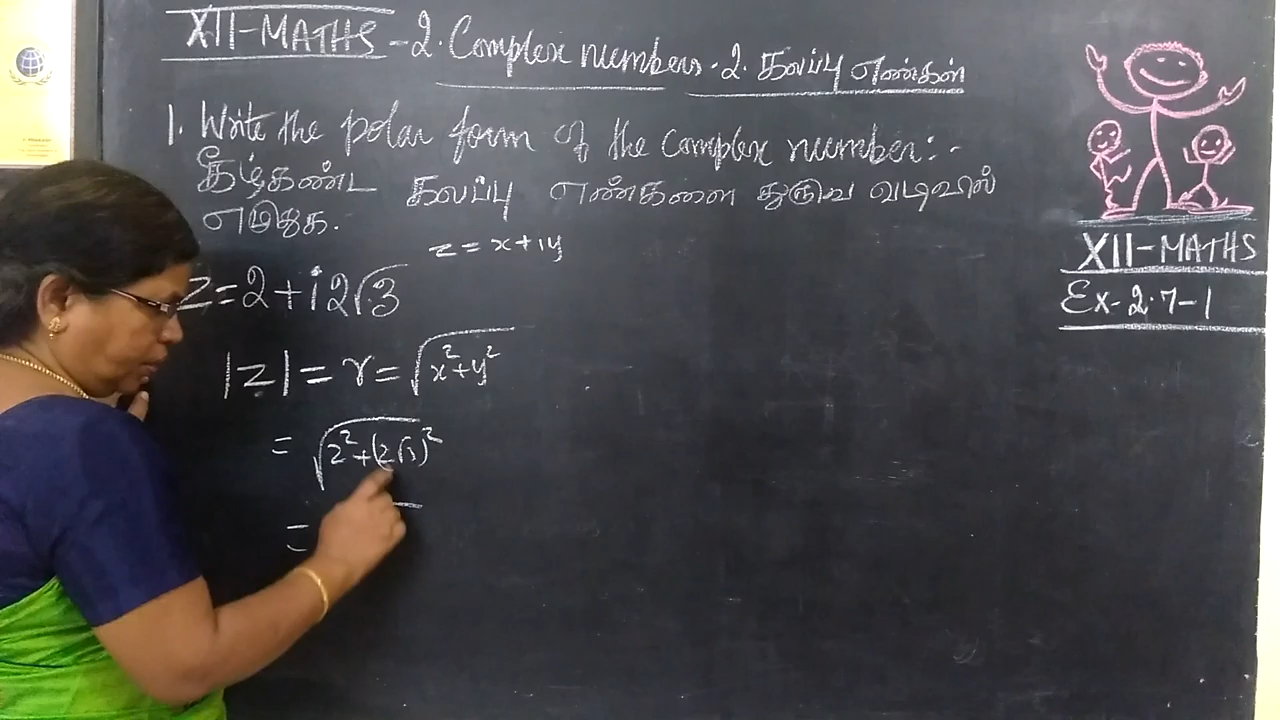 XII-MATHS - 2. Complex numbers - 2. கலப்பு எண்கள்
1. Write the polar form of the complex number:-
கீழ்கண்ட கலப்பு எண்களை துருவ வடிவில்
எழுதுக.
z = x+iy
Z = 2 + i 2√3
|z| = r = √x²+y²
= √2²+(2√3)²
=
XII-MATHS
Ex-2.7-1